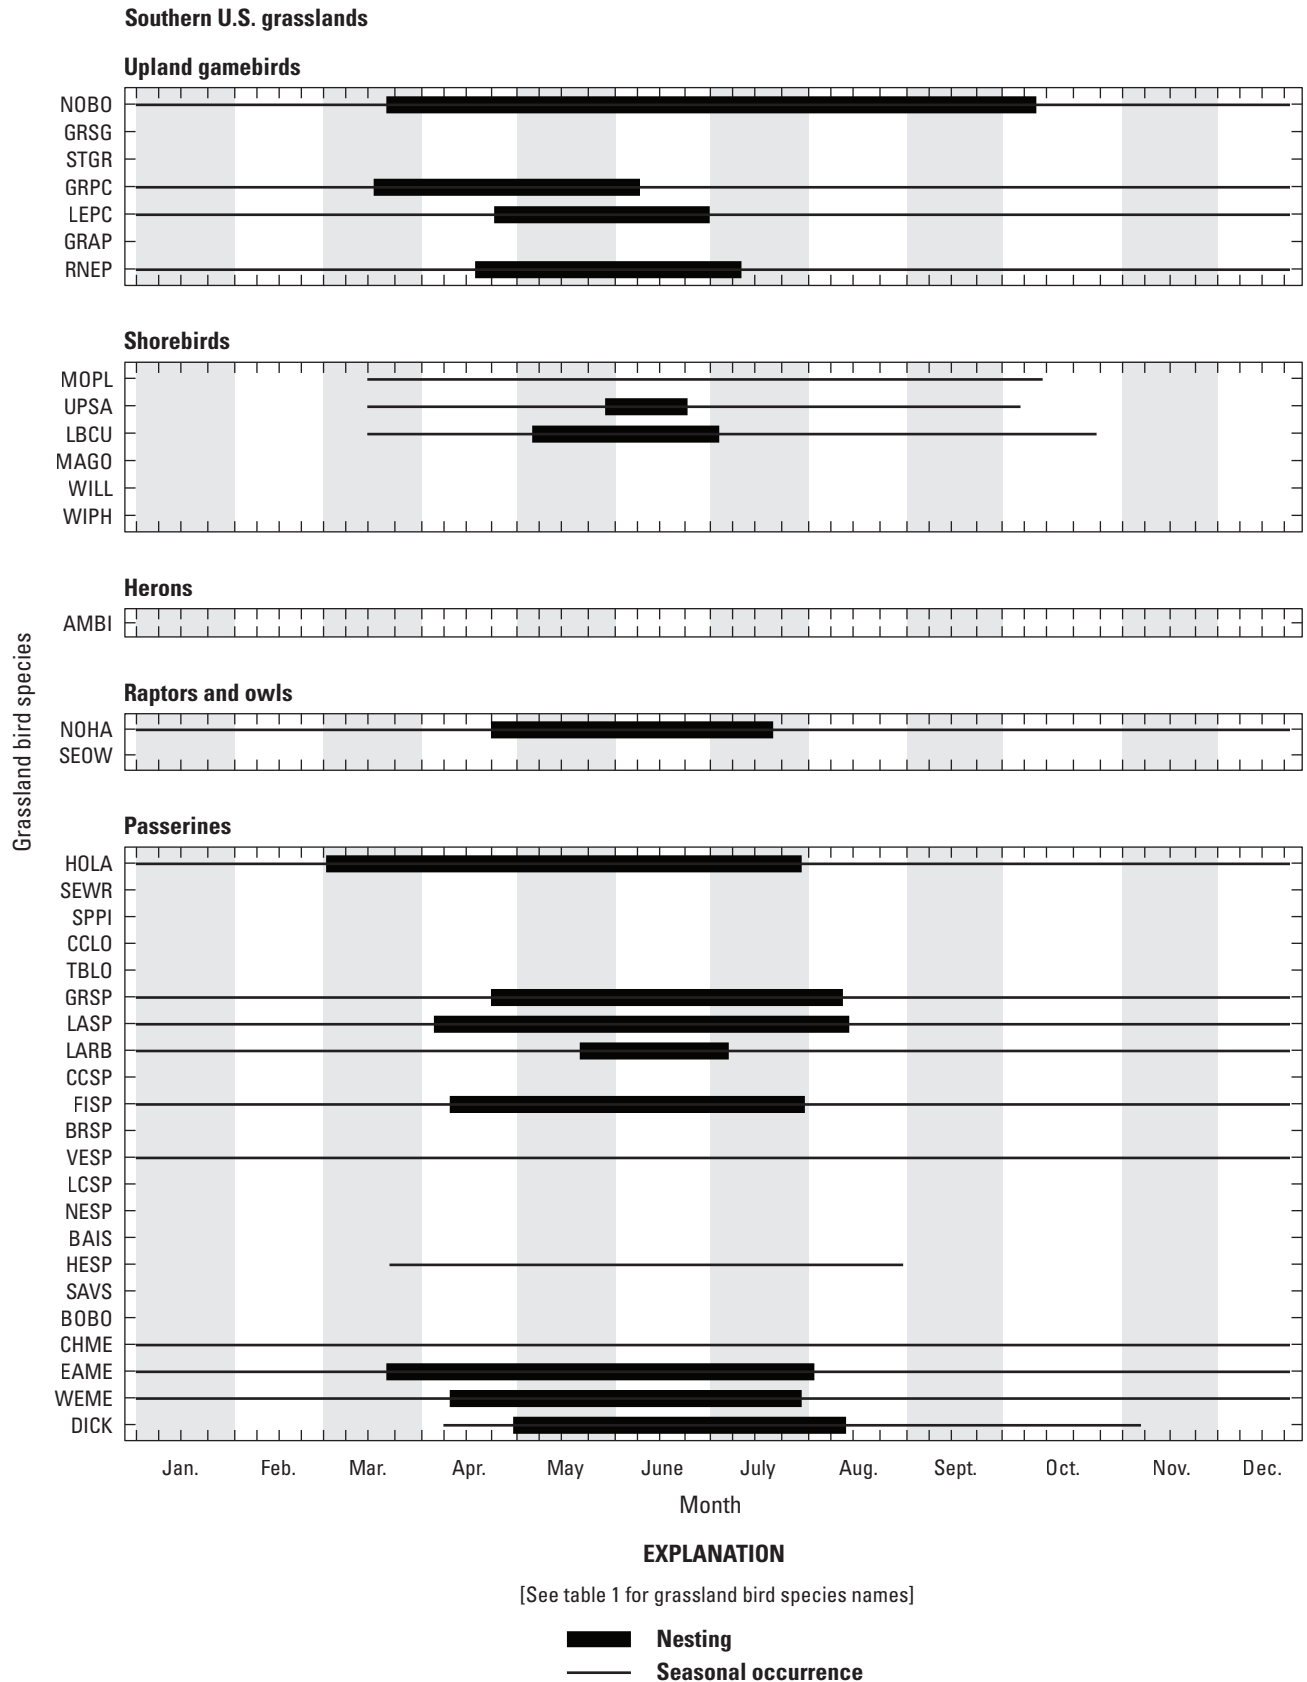 Southern U.S. grasslands
Upland gamebirds
NOBO
GRSG
STGR
GRPC
LEPC
GRAP
RNEP
Shorebirds
MOPL
UPSA
LBCU
MAGO
WILL
WIPH
Herons
AMBI
Raptors and owls
NOHA
SEOW
Passerines
HOLA
SEWR
SPPI
CCLO
TBLO
GRSP
LASP
LARB
CCSP
FISP
BRSP
VESP
LCSP
NESP
BAIS
HESP
SAVS
BOBO
CHME
EAME
WEME
DICK
Grassland bird species
Jan. Feb. Mar. Apr. May June July Aug. Sept. Oct. Nov. Dec.
Month
EXPLANATION
[See table 1 for grassland bird species names]
Nesting
Seasonal occurrence